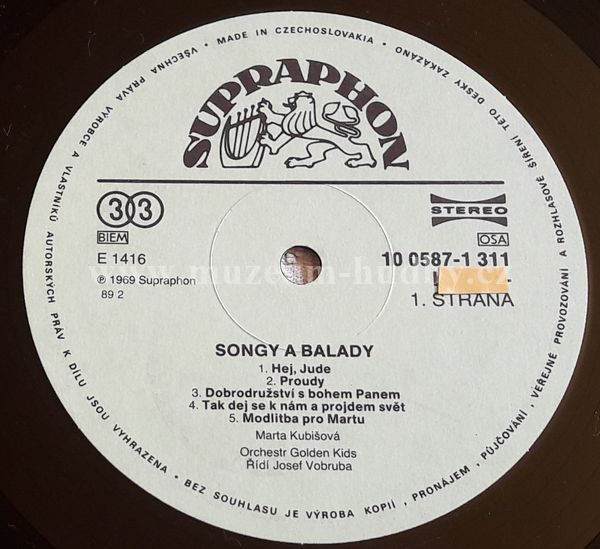 VŠECHNA PRÁVA VÝROBCE A VLASTNÍKŮ AUTORSKÝCH PRÁV K DÍLU JSOU VYHRAZENA • BEZ SOUHLASU JE VÝROBA KOPIÍ, PRONÁJEM, PŮJČOVÁNÍ, VEŘEJNÉ PROVOZOVÁNÍ A ROZHLASOVÉ ŠÍŘENÍ TÉTO DESKY ZAKÁZÁNO • MADE IN CZECHOSLOVAKIA •
SUPRAPHON
33
STEREO
BIEM
OSA
E 1416
10 0587-1 311
℗ 1969 Supraphon
89 2
1. STRANA
www.muzeum-hudby.cz
SONGY A BALADY
1. Hej, Jude
2. Proudy
3. Dobrodružství s bohem Panem
4. Tak dej se k nám a projdem svět
5. Modlitba pro Martu
Marta Kubišová
Orchestr Golden Kids
Řídí Josef Vobruba